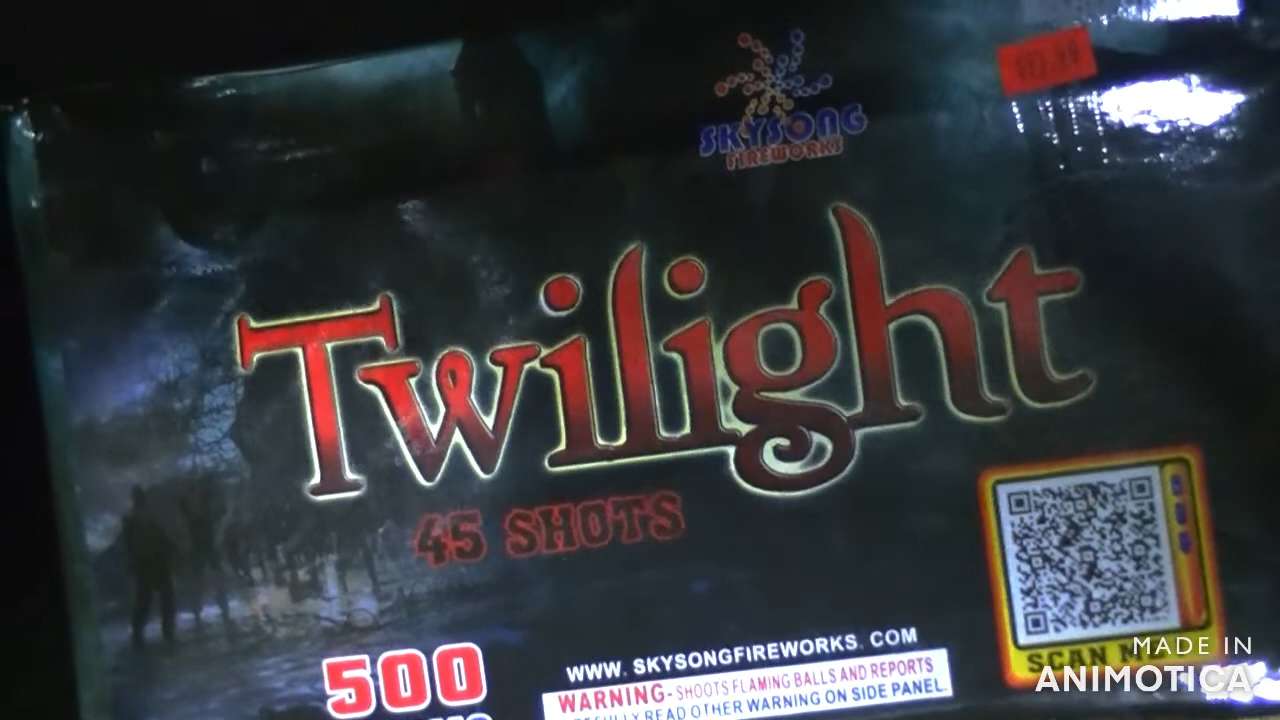 SKYSONG
FIREWORKS
Twilight
45 SHOTS
500
WWW. SKYSONGFIREWORKS. COM
WARNING- SHOOTS FLAMING BALLS AND REPORTS
READ OTHER WARNING ON SIDE PANEL.
SCAN
MADE IN
ANIMOTICA